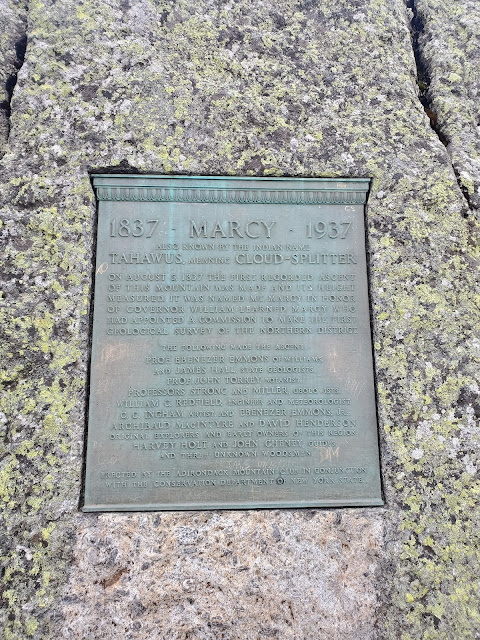 1837 - MARCY - 1937
ALSO KNOWN BY THE INDIAN NAME
TAHAWUS, MEANING CLOUD-SPLITTER
ON AUGUST 5, 1837 THE FIRST RECORDED ASCENT
OF THIS MOUNTAIN WAS MADE AND ITS HEIGHT
MEASURED. IT WAS NAMED MT. MARCY IN HONOR
OF GOVERNOR WILLIAM LEARNED MARCY WHO
HAD APPOINTED A COMMISSION TO MAKE THE FIRST
GEOLOGICAL SURVEY OF THE NORTHERN DISTRICT
THE FOLLOWING MADE THE ASCENT
PROF. EBENEZER EMMONS OF WILLIAMS
AND JAMES HALL STATE GEOLOGISTS
PROF. JOHN TORREY BOTANIST
PROFESSORS STRONG AND MILLER GEOLOGISTS
WILLIAM C. REDFIELD ENGINEER AND METEOROLOGIST
C. C. INGHAM ARTIST AND EBENEZER EMMONS, JR.
ARCHIBALD MACINTYRE AND DAVID HENDERSON
ORIGINAL EXPLORERS AND EARLY OWNERS OF THIS REGION
HARVEY HOLT AND JOHN CHENEY GUIDES
AND THREE UNKNOWN WOODSMEN
ERECTED BY THE ADIRONDACK MOUNTAIN CLUB IN CONJUNCTION
WITH THE CONSERVATION DEPARTMENT OF NEW YORK STATE